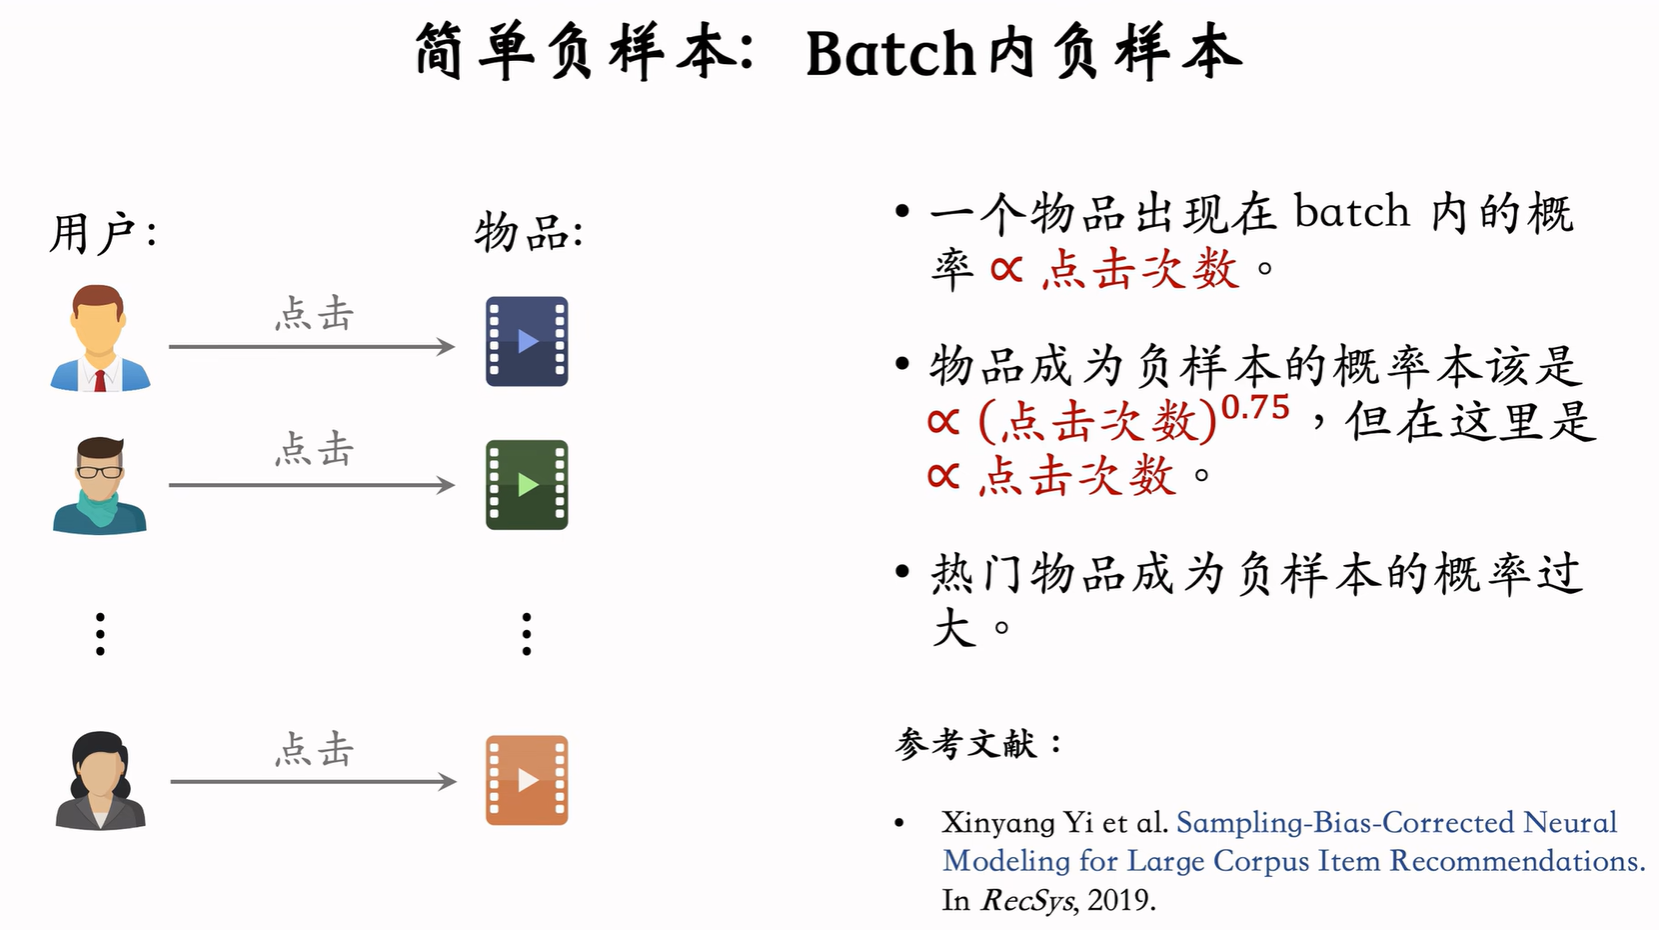 简单负样本: Batch内负样本
用户:
物品:
点击
点击
点击
• 一个物品出现在 batch 内的概
率 ∝ 点击次数。
• 物品成为负样本的概率本该是
∝ (点击次数)^0.75，但在这里是
∝ 点击次数。
• 热门物品成为负样本的概率过
大。
参考文献：
• Xinyang Yi et al. Sampling-Bias-Corrected Neural
Modeling for Large Corpus Item Recommendations.
In RecSys, 2019.